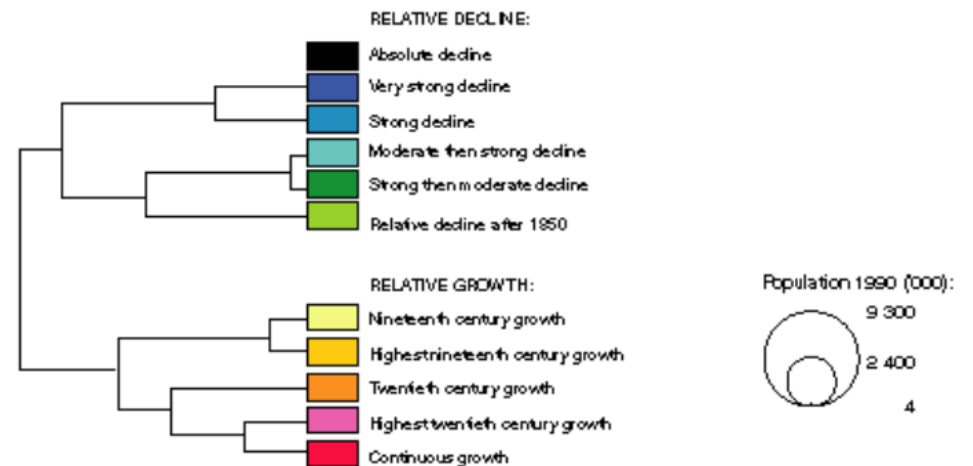 RELATIVE DECLINE:
Absolute decline
Very strong decline
Strong decline
Moderate then strong decline
Strong then moderate decline
Relative decline after 1850
RELATIVE GROWTH:
Nineteenth century growth
Highest nineteenth century growth
Twentieth century growth
Highest twentieth century growth
Continuous growth
Population 1990 ('000):
9 300
2 400
4